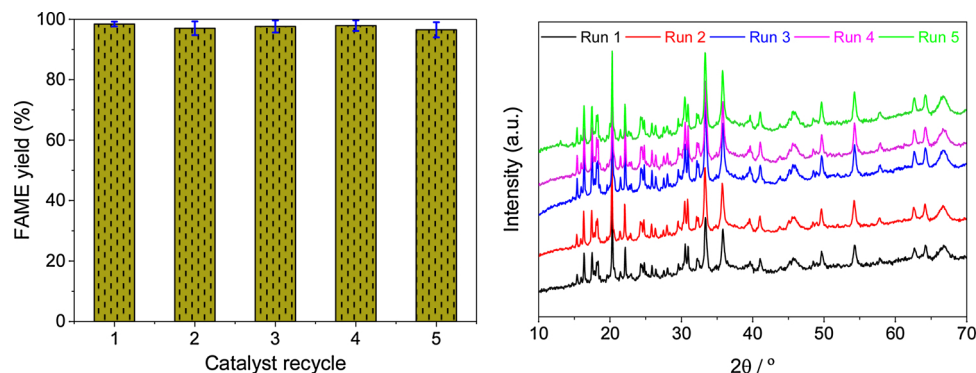 100
80
60
40
20
0
FAME yield (%)
1 2 3 4 5
Catalyst recycle
Run 1 Run 2 Run 3 Run 4 Run 5
Intensity (a.u.)
10 20 30 40 50 60 70
2θ / º